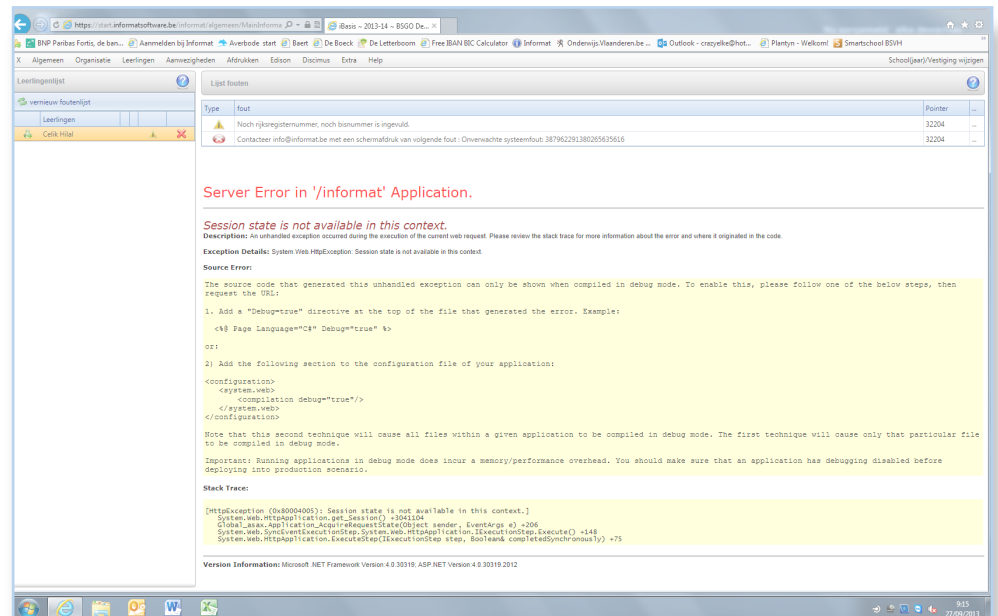 https://start.informatsoftware.be/informat/algemeen/MainInforma
iBasis ~ 2013-14 ~ BSGO De...
BNP Paribas Fortis, de ban... Aanmelden bij Informat Averbode start Baert De Boeck De Letterboom Free IBAN BIC Calculator Informat Onderwijs.Vlaanderen.be ... Outlook - crazyelke@hot... Plantyn - Welkom! Smartschool BSVH
X Algemeen Organisatie Leerlingen Aanwezigheden Afdrukken Edison Discimus Extra Help School(jaar)/Vestiging wijzigen
Leerlingenlijst
Lijst fouten
vernieuw foutenlijst
Type fout Pointer ...
Leerlingen
Noch rijksregisternummer, noch bisnummer is ingevuld. 32204 ...
Celik Hilal
Contacteer info@informat.be met een schermafdruk van volgende fout : Onverwachte systeemfout: 387962291380265635616 32204 ...
Server Error in '/informat' Application.
Session state is not available in this context.
Description: An unhandled exception occurred during the execution of the current web request. Please review the stack trace for more information about the error and where it originated in the code.
Exception Details: System.Web.HttpException: Session state is not available in this context.
Source Error:
The source code that generated this unhandled exception can only be shown when compiled in debug mode. To enable this, please follow one of the below steps, then
request the URL:
1. Add a "Debug=true" directive at the top of the file that generated the error. Example:
<%@ Page Language="C#" Debug="true" %>
or:
2) Add the following section to the configuration file of your application:
<configuration>
<system.web>
<compilation debug="true"/>
</system.web>
</configuration>
Note that this second technique will cause all files within a given application to be compiled in debug mode. The first technique will cause only that particular file
to be compiled in debug mode.
Important: Running applications in debug mode does incur a memory/performance overhead. You should make sure that an application has debugging disabled before
deploying into production scenario.
Stack Trace:
[HttpException (0x80004005): Session state is not available in this context.]
System.Web.HttpApplication.get_Session() +3041104
Global_asax.Application_AcquireRequestState(Object sender, EventArgs e) +206
System.Web.SyncEventExecutionStep.System.Web.HttpApplication.IExecutionStep.Execute() +148
System.Web.HttpApplication.ExecuteStep(IExecutionStep step, Boolean& completedSynchronously) +75
Version Information: Microsoft .NET Framework Version:4.0.30319; ASP.NET Version:4.0.30319.2012
9:15
27/09/2013